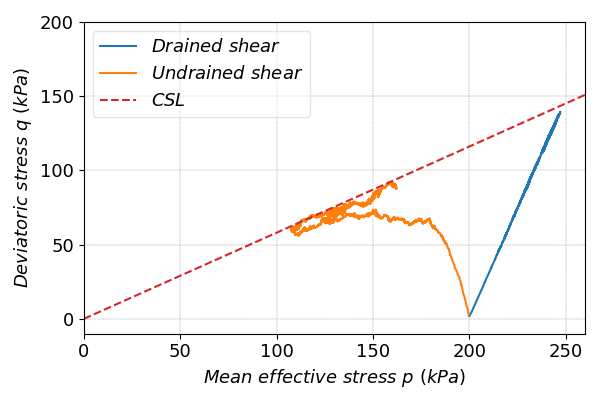 Deviatoric stress q (kPa)
200
150
100
50
0
Drained shear
Undrained shear
CSL
0 50 100 150 200 250
Mean effective stress p (kPa)